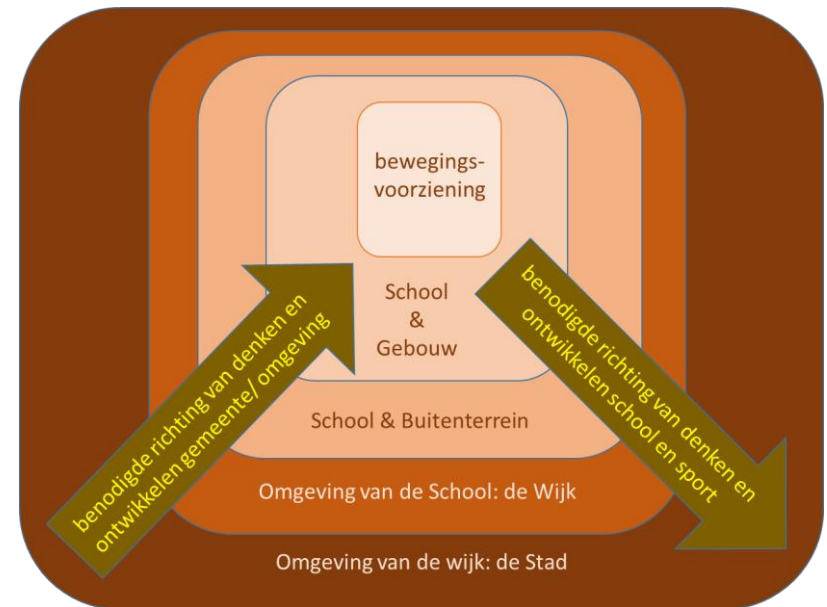 bewegings-
voorziening
School
&
Gebouw
School & Buitenterrein
Omgeving van de School: de Wijk
Omgeving van de wijk: de Stad
benodigde richting van denken en
ontwikkelen gemeente/ omgeving
benodigde richting van denken en
ontwikkelen school en sport